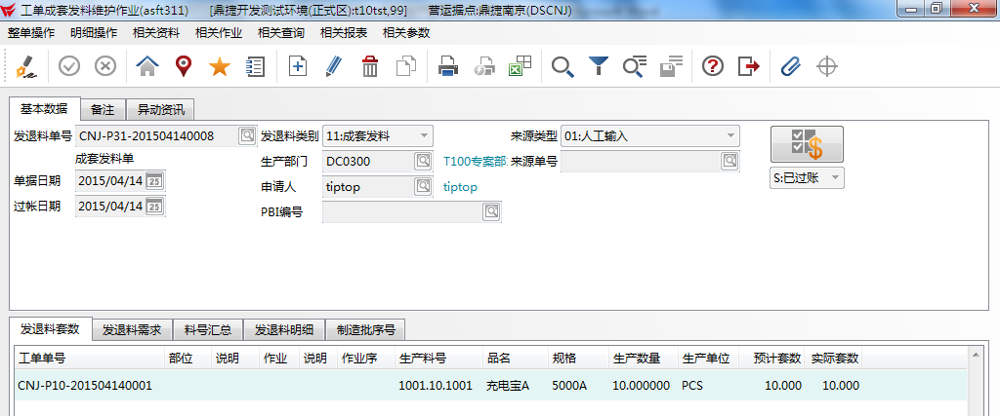 工单成套发料维护作业(asft311) [鼎捷开发测试环境(正式区):t10tst,99] 营运据点:鼎捷南京(DSCNJ)
整单操作 明细操作 相关资料 相关作业 相关查询 相关报表 相关参数
基本数据 备注 异动资讯
发退料单号 CNJ-P31-201504140008 发退料类别 11:成套发料 来源类型 01:人工输入
成套发料单 生产部门 DC0300 T100专案部 来源单号
单据日期 2015/04/14 25 申请人 tiptop tiptop S:已过账
过帐日期 2015/04/14 25 PBI编号
发退料套数 发退料需求 料号汇总 发退料明细 制造批序号
工单单号 部位 说明 作业 说明 作业序 生产料号 品名 规格 生产数量 生产单位 预计套数 实际套数
CNJ-P10-201504140001 1001.10.1001 充电宝A 5000A 10.000000 PCS 10.000 10.000